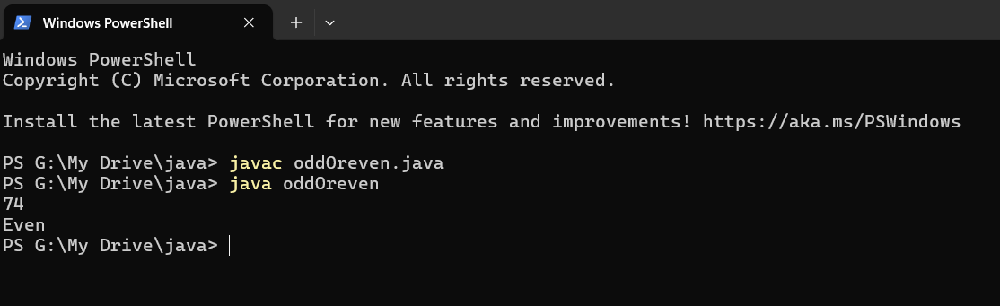 Windows PowerShell
Windows PowerShell
Copyright (C) Microsoft Corporation. All rights reserved.
Install the latest PowerShell for new features and improvements! https://aka.ms/PSWindows
PS G:\My Drive\java> javac oddOreven.java
PS G:\My Drive\java> java oddOreven
74
Even
PS G:\My Drive\java>